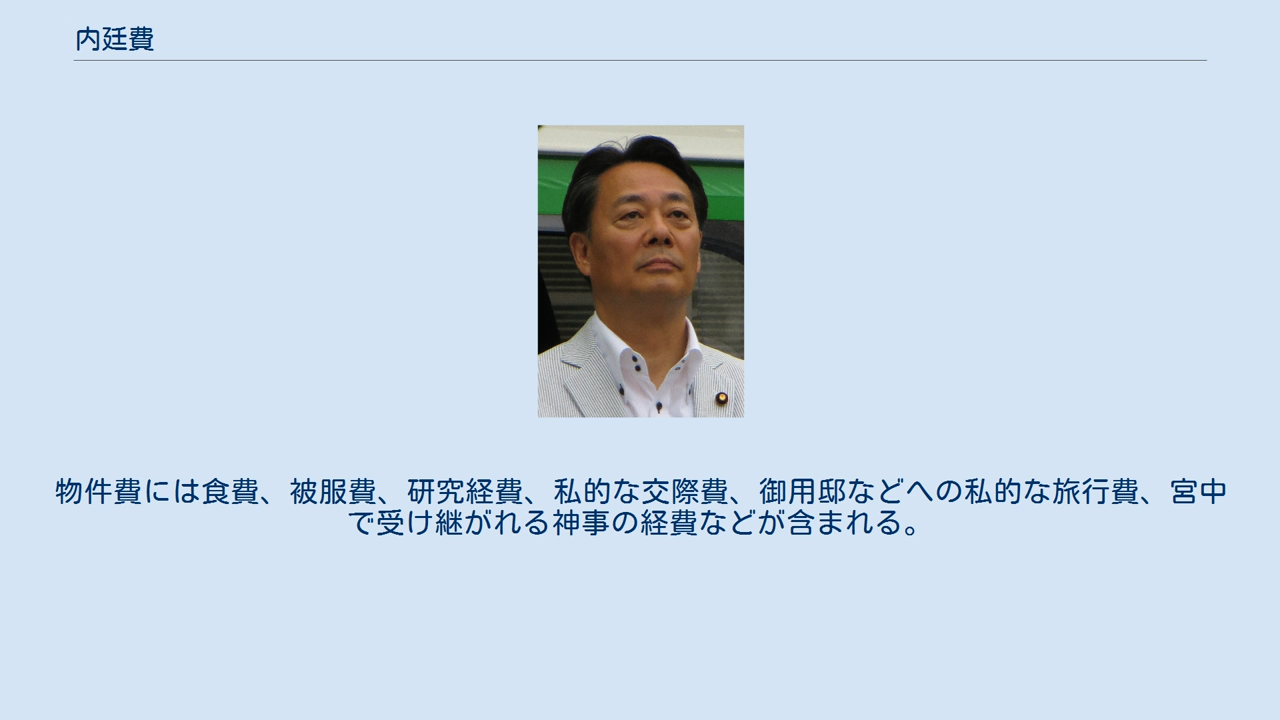 内廷費
物件費には食費、被服費、研究経費、私的な交際費、御用邸などへの私的な旅行費、宮中
で受け継がれる神事の経費などが含まれる。